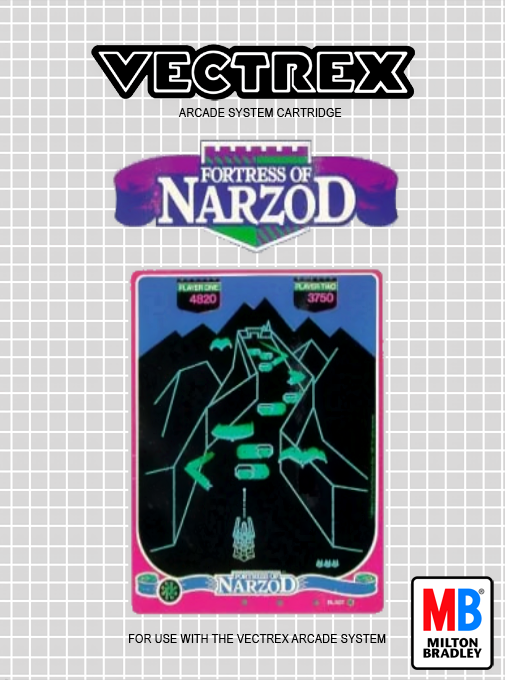 VECTREX
ARCADE SYSTEM CARTRIDGE
FORTRESS OF
NARZOD
PLAYER ONE
4820
PLAYER TWO
3750
FORTRESS OF
NARZOD
BLAST
FOR USE WITH THE VECTREX ARCADE SYSTEM
MB®
MILTON
BRADLEY